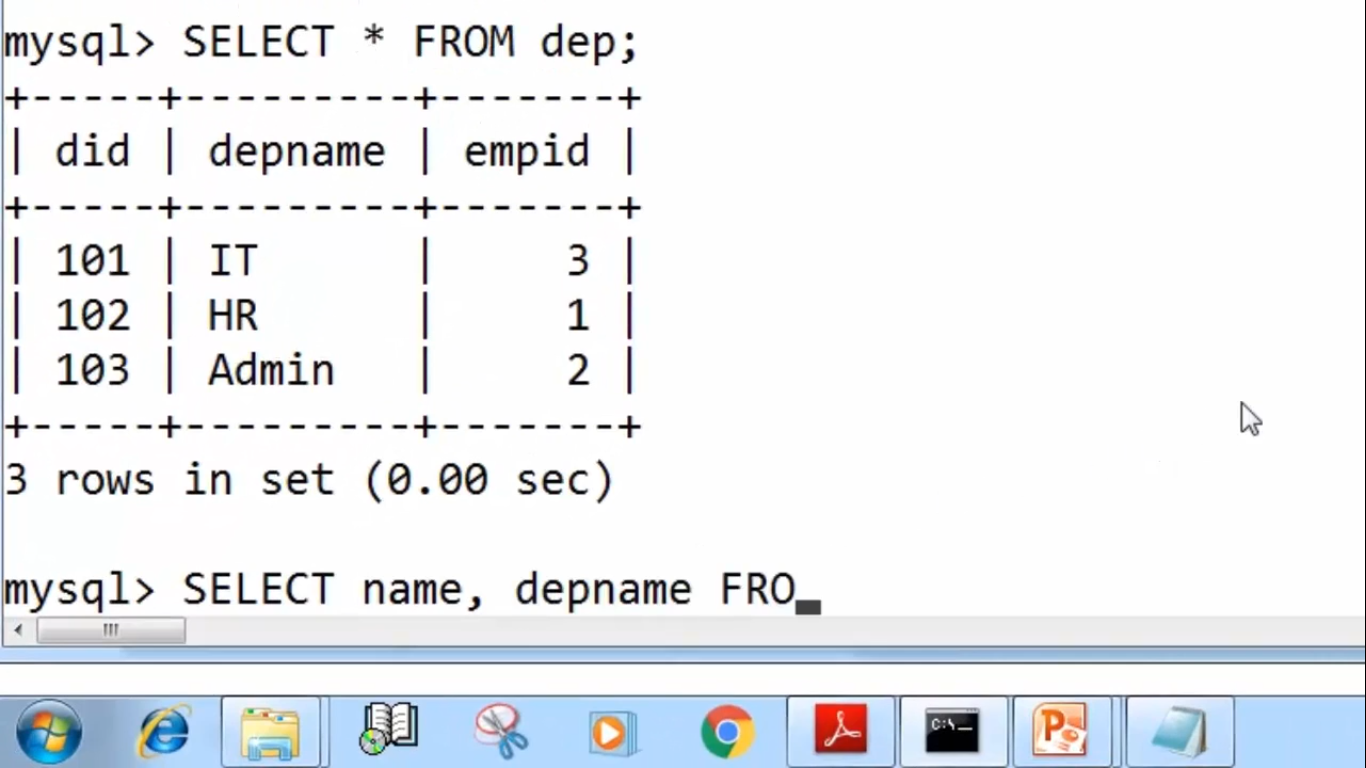 mysql> SELECT * FROM dep;
+-----+---------+-------+
| did | depname | empid |
+-----+---------+-------+
| 101 | IT      |     3 |
| 102 | HR      |     1 |
| 103 | Admin   |     2 |
+-----+---------+-------+
3 rows in set (0.00 sec)
mysql> SELECT name, depname FRO_
C:\_